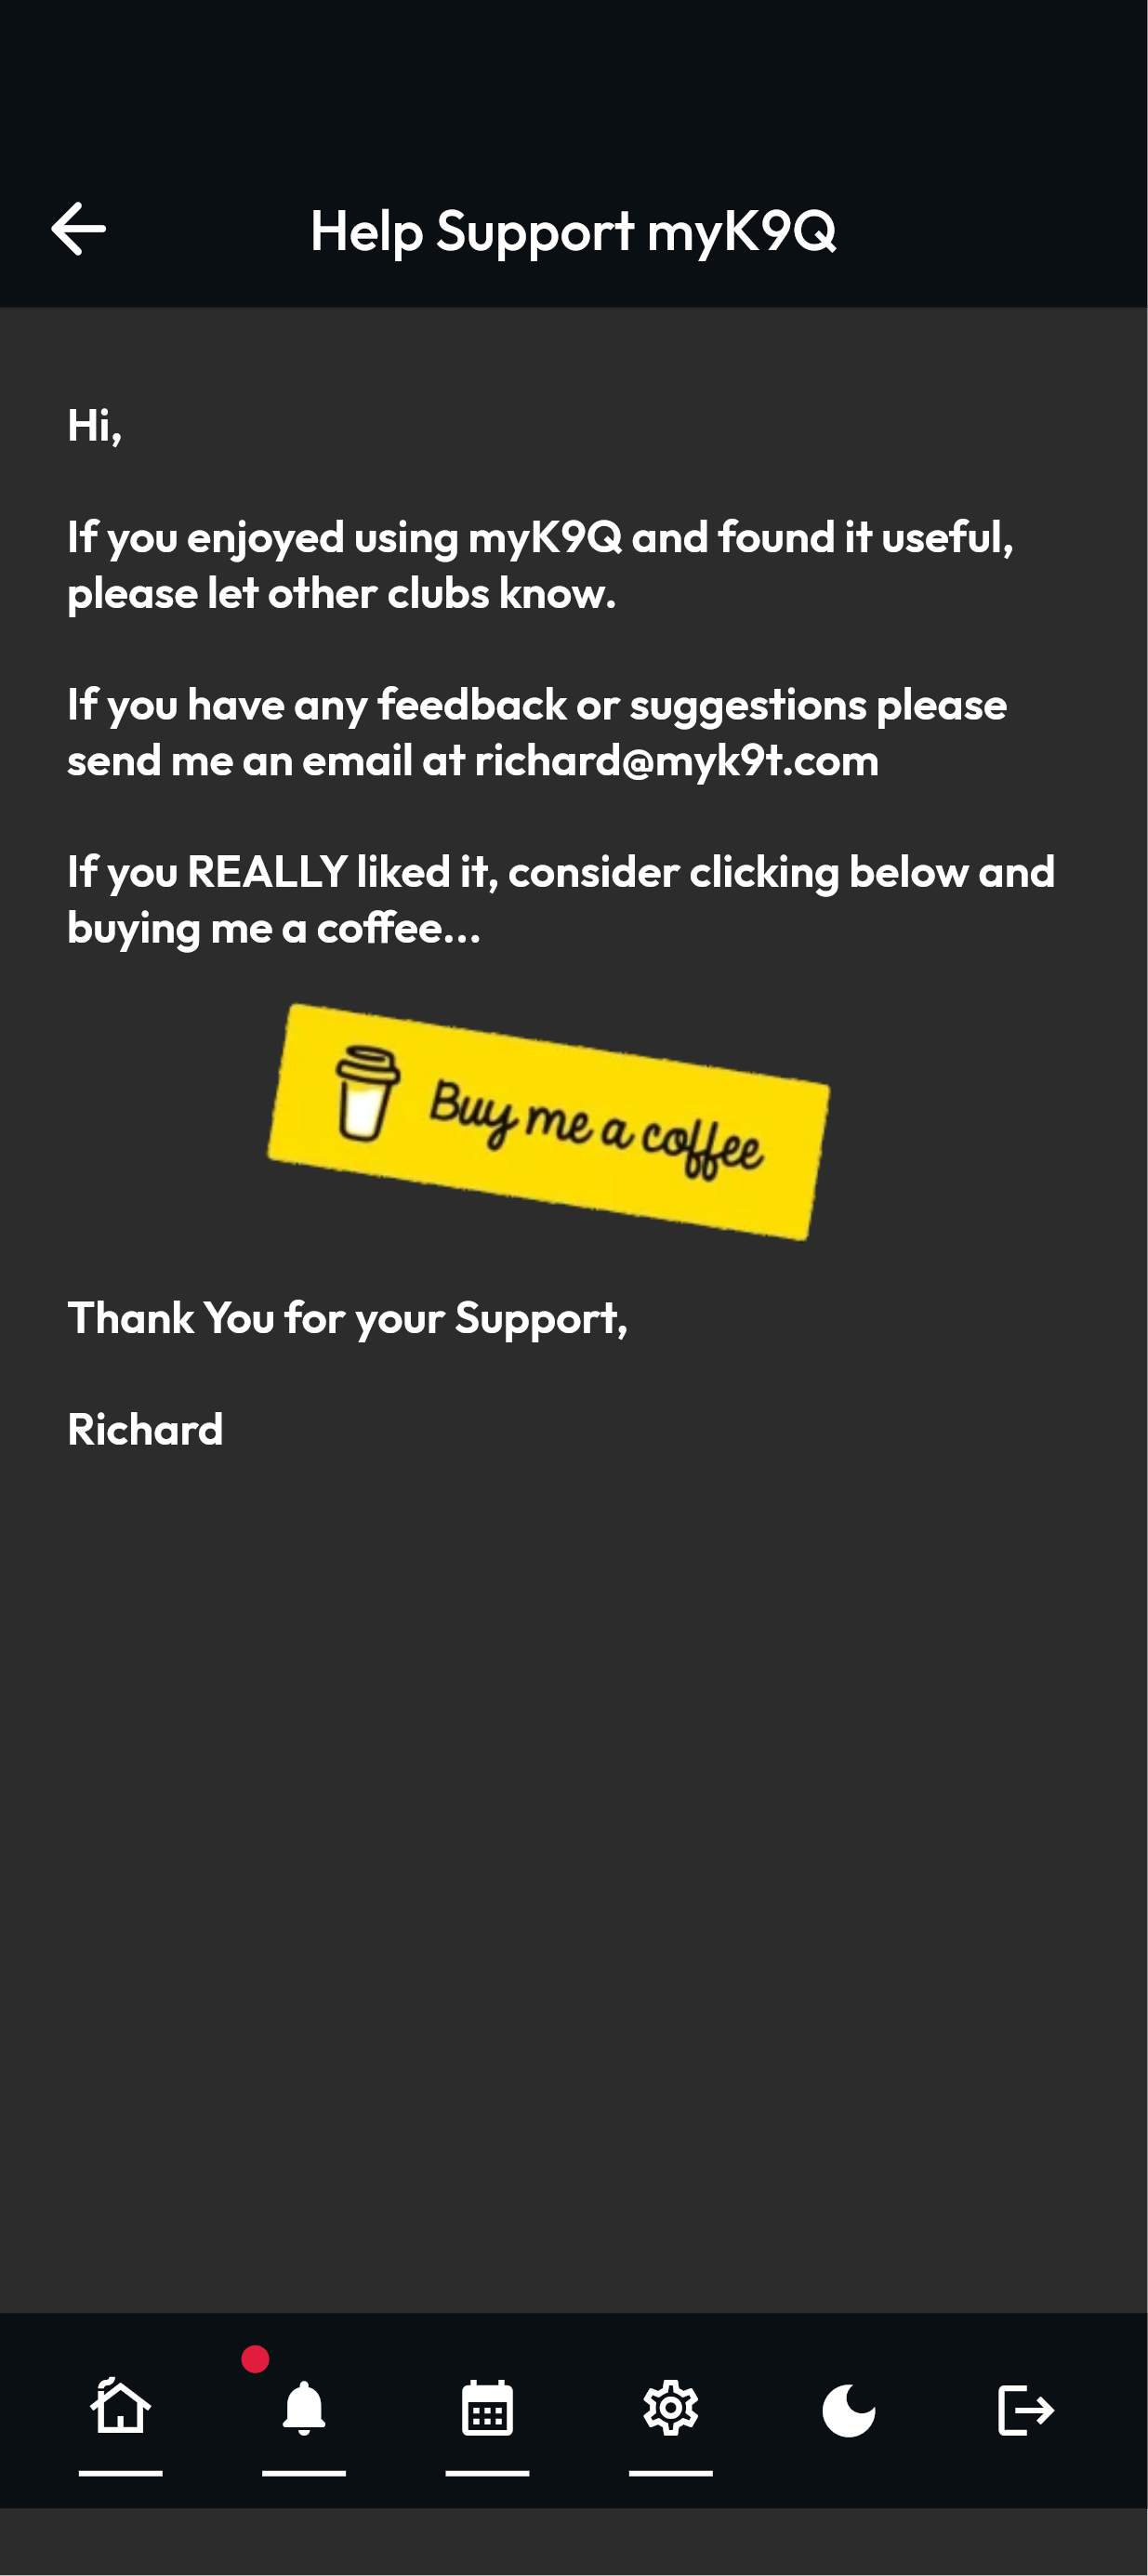 Help Support myK9Q
Hi,
If you enjoyed using myK9Q and found it useful,
please let other clubs know.
If you have any feedback or suggestions please
send me an email at richard@myk9t.com
If you REALLY liked it, consider clicking below and
buying me a coffee...
Buy me a coffee
Thank You for your Support,
Richard